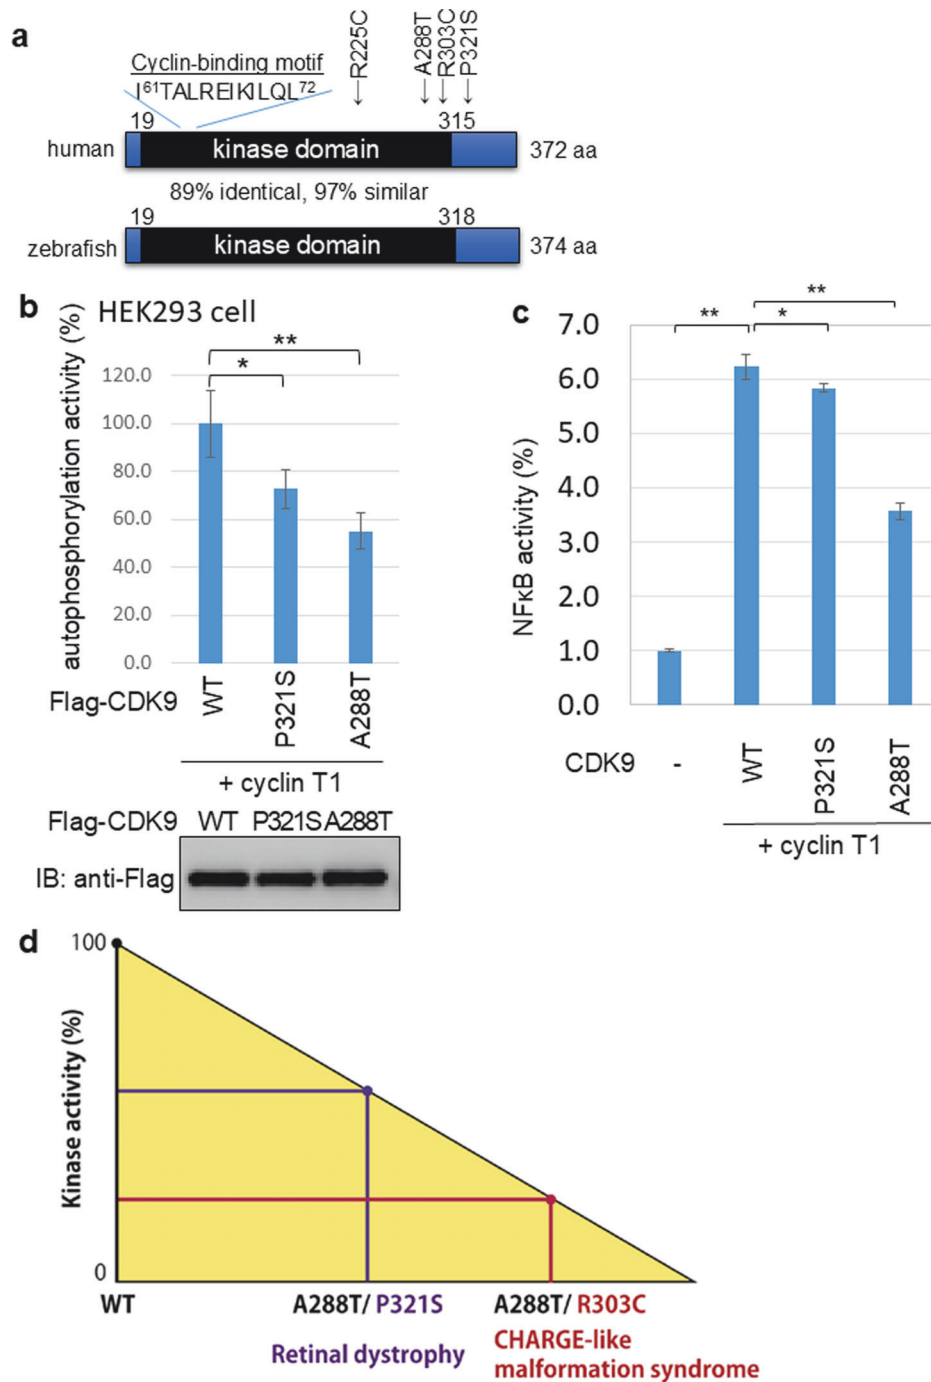 a
R225C
A288T
R303C
P321S
Cyclin-binding motif
I61TALREIKILQL72
19 315
human kinase domain 372 aa
89% identical, 97% similar
19 318
zebrafish kinase domain 374 aa
b HEK293 cell
autophosphorylation activity (%)
**
*
120.0
100.0
80.0
60.0
40.0
20.0
0.0
Flag-CDK9 WT P321S A288T
+ cyclin T1
Flag-CDK9 WT P321S A288T
IB: anti-Flag
c
NFκB activity (%)
**
** *
7.0
6.0
5.0
4.0
3.0
2.0
1.0
0.0
CDK9 - WT P321S A288T
+ cyclin T1
d
Kinase activity (%)
100
0
WT A288T/ P321S A288T/ R303C
Retinal dystrophy
CHARGE-like
malformation syndrome